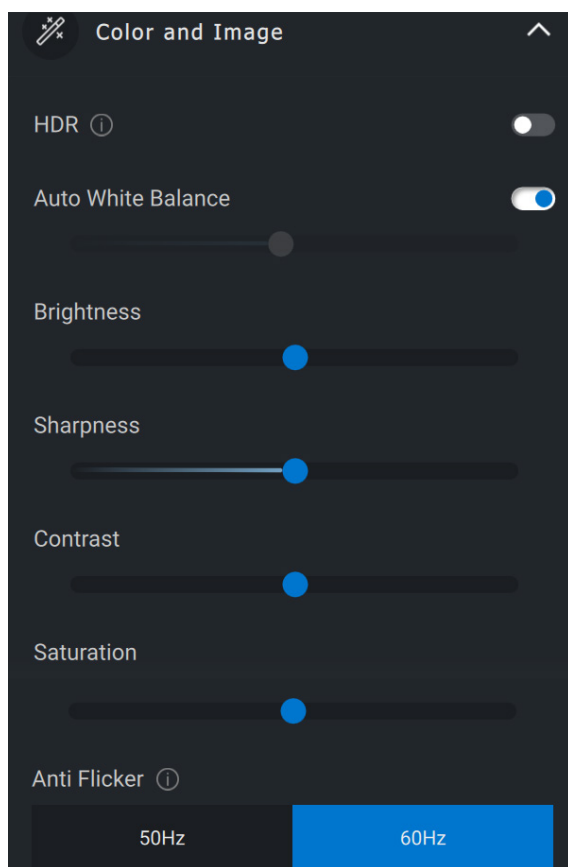 Color and Image
HDR
Auto White Balance
Brightness
Sharpness
Contrast
Saturation
Anti Flicker
50Hz 60Hz